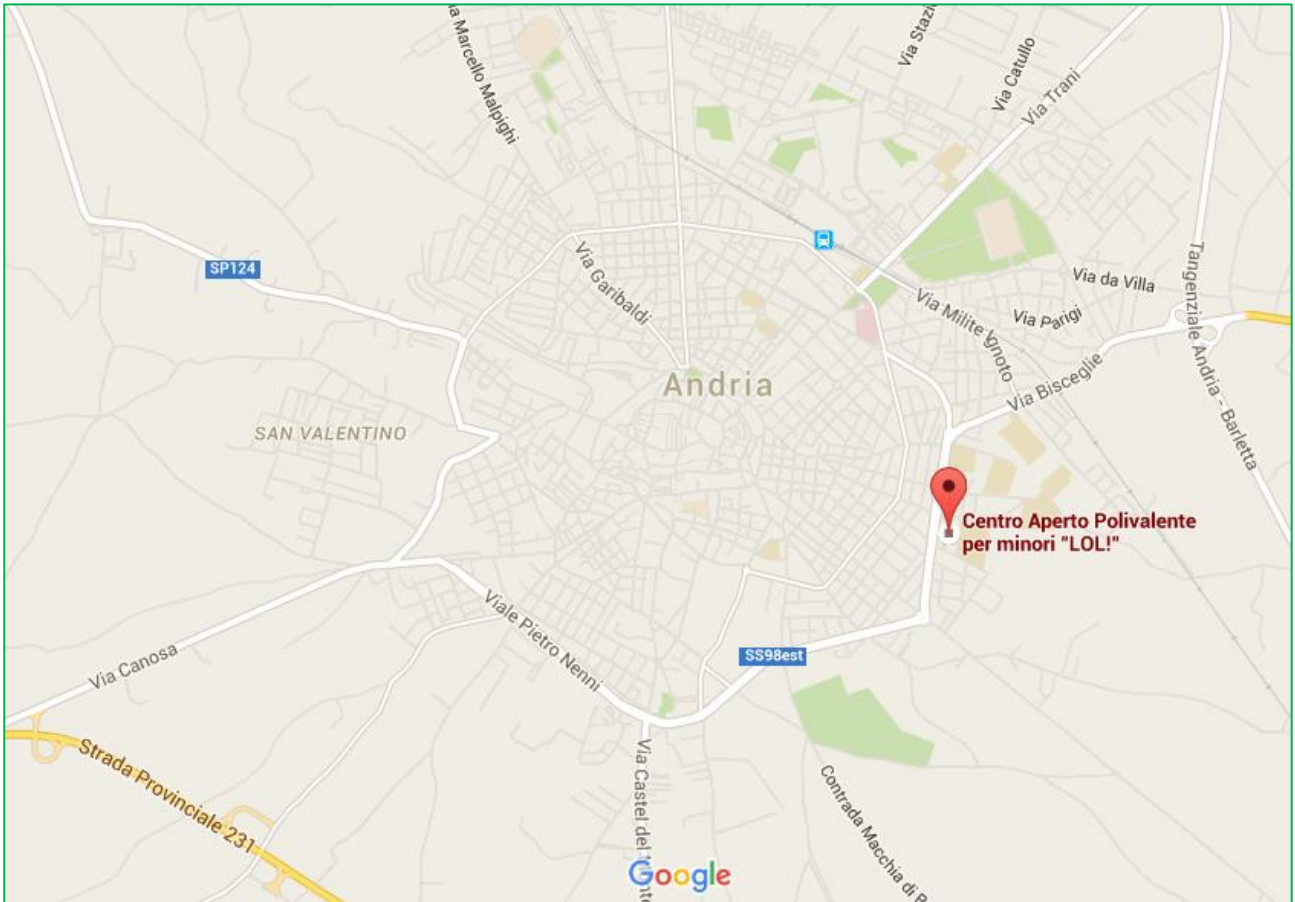 Via Marcello Malpighi
Via Stazi
Via Catullo
Via Trani
SP124
Via Garibaldi
Via da Villa
Via Milite Ignoto
Via Parigi
Tangenziale Andria - Barletta
Via Bisceglie
Andria
SAN VALENTINO
Centro Aperto Polivalente
per minori "LOL!"
Viale Pietro Nenni
SS98est
Via Canosa
Strada Provinciale 231
Via Castel del
Contrada Macchia di
Google